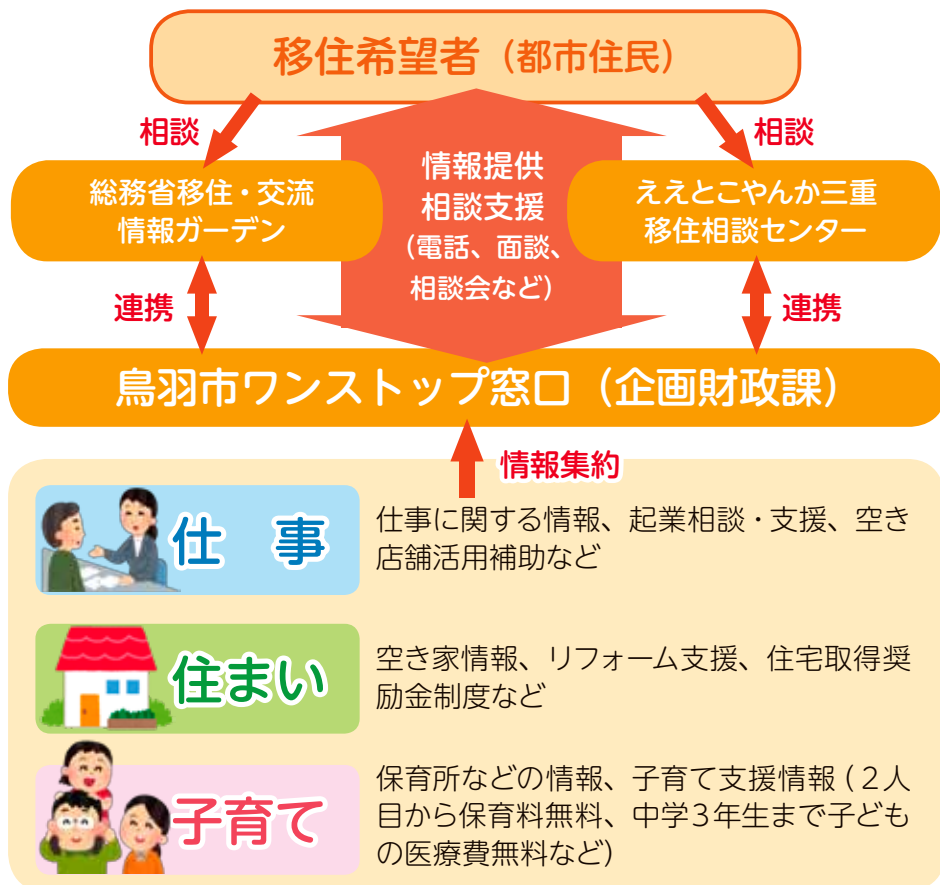 移住希望者（都市住民）
相談
相談
総務省移住・交流
情報ガーデン
情報提供
相談支援
（電話、面談、
相談会など）
ええとこやんか三重
移住相談センター
連携
連携
鳥羽市ワンストップ窓口（企画財政課）
情報集約
仕　事
仕事に関する情報、起業相談・支援、空き
店舗活用補助など
住まい
空き家情報、リフォーム支援、住宅取得奨
励金制度など
子育て
保育所などの情報、子育て支援情報（２人
目から保育料無料、中学３年生まで子ども
の医療費無料など）